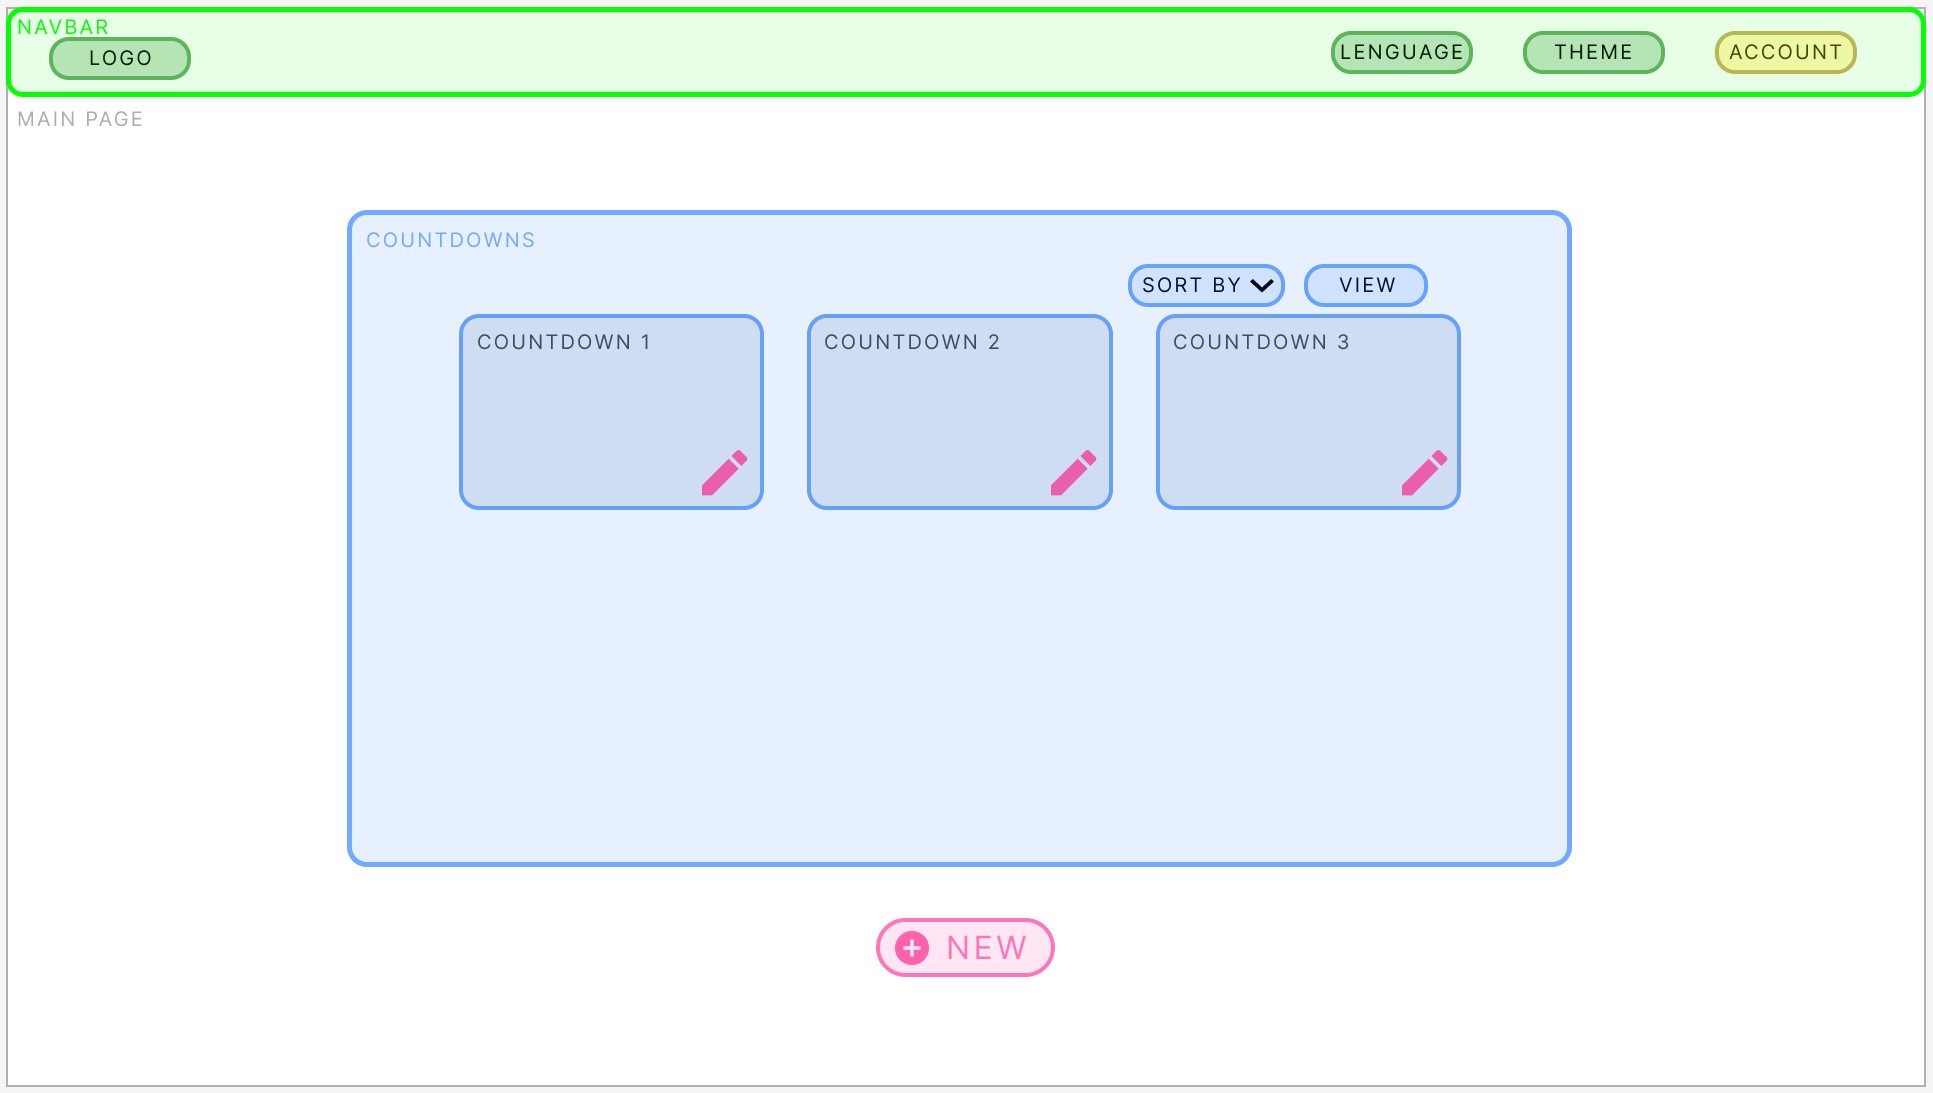 NAVBAR
LOGO
LENGUAGE
THEME
ACCOUNT
MAIN PAGE
COUNTDOWNS
SORT BY
VIEW
COUNTDOWN 1
COUNTDOWN 2
COUNTDOWN 3
NEW